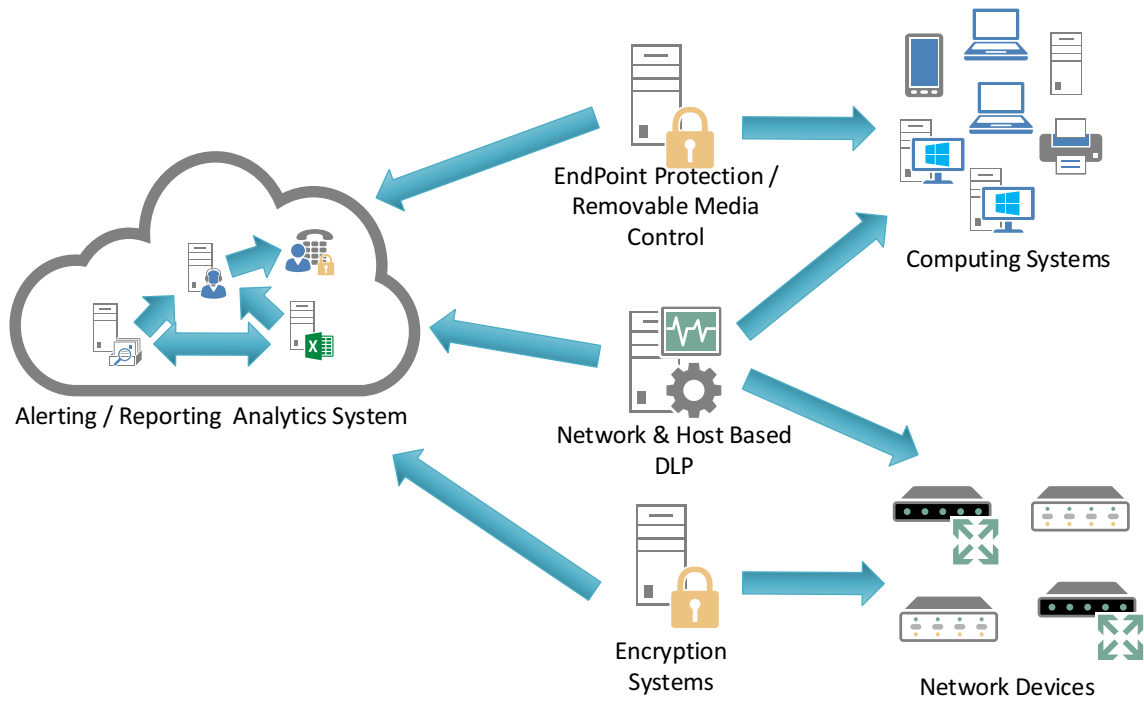 EndPoint Protection /
Removable Media
Control
Computing Systems
Alerting / Reporting  Analytics System
X
Network & Host Based
DLP
Encryption
Systems
Network Devices